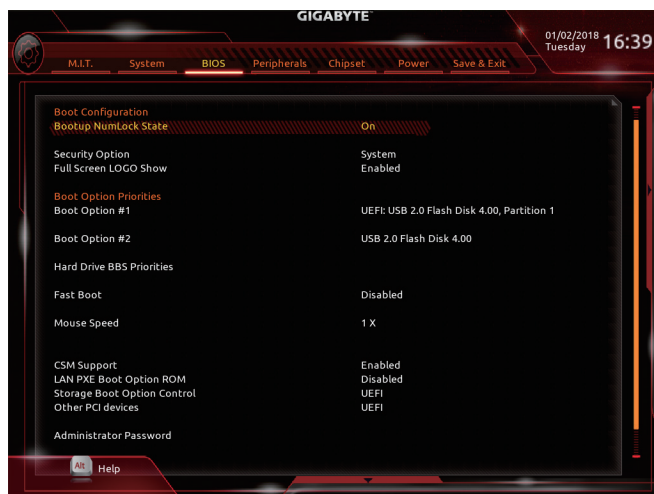 GIGABYTE™
01/02/2018
Tuesday
16:39
M.I.T. System BIOS Peripherals Chipset Power Save & Exit
Boot Configuration
Bootup NumLock State On
Security Option System
Full Screen LOGO Show Enabled
Boot Option Priorities
Boot Option #1 UEFI: USB 2.0 Flash Disk 4.00, Partition 1
Boot Option #2 USB 2.0 Flash Disk 4.00
Hard Drive BBS Priorities
Fast Boot Disabled
Mouse Speed 1 X
CSM Support Enabled
LAN PXE Boot Option ROM Disabled
Storage Boot Option Control UEFI
Other PCI devices UEFI
Administrator Password
Alt Help